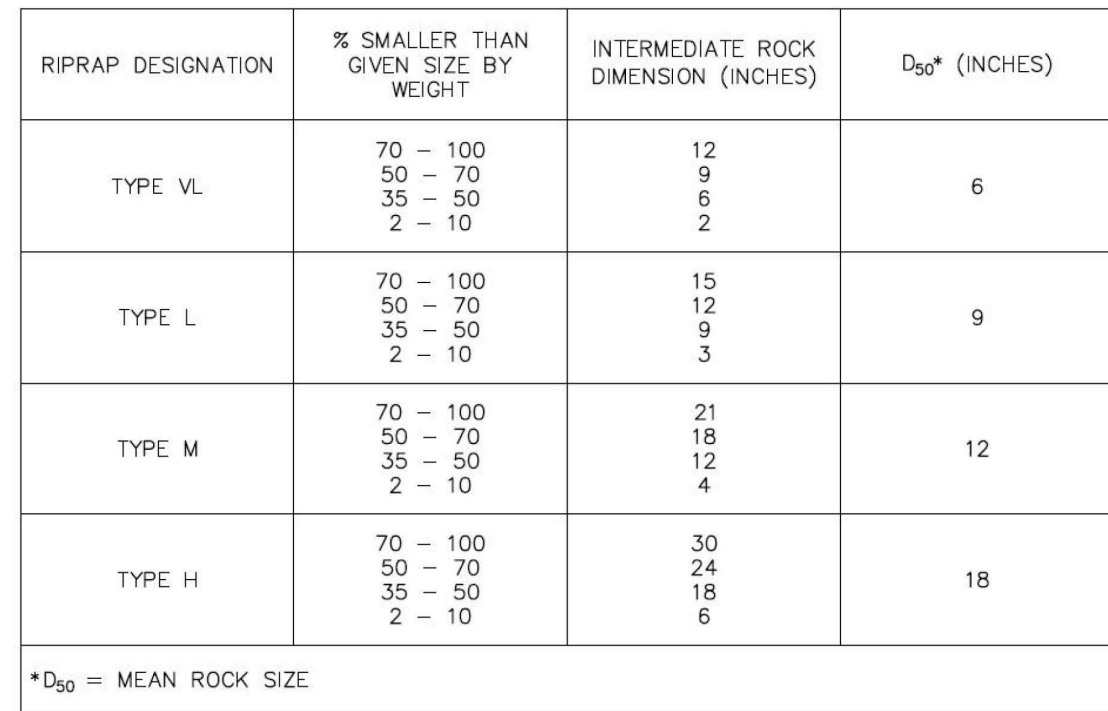 RIPRAP DESIGNATION
% SMALLER THAN
GIVEN SIZE BY
WEIGHT
INTERMEDIATE ROCK
DIMENSION (INCHES)
D50* (INCHES)
TYPE VL
70 – 100
50 – 70
35 – 50
2 – 10
12
9
6
2
6
TYPE L
70 – 100
50 – 70
35 – 50
2 – 10
15
12
9
3
9
TYPE M
70 – 100
50 – 70
35 – 50
2 – 10
21
18
12
4
12
TYPE H
70 – 100
50 – 70
35 – 50
2 – 10
30
24
18
6
18
*D50 = MEAN ROCK SIZE